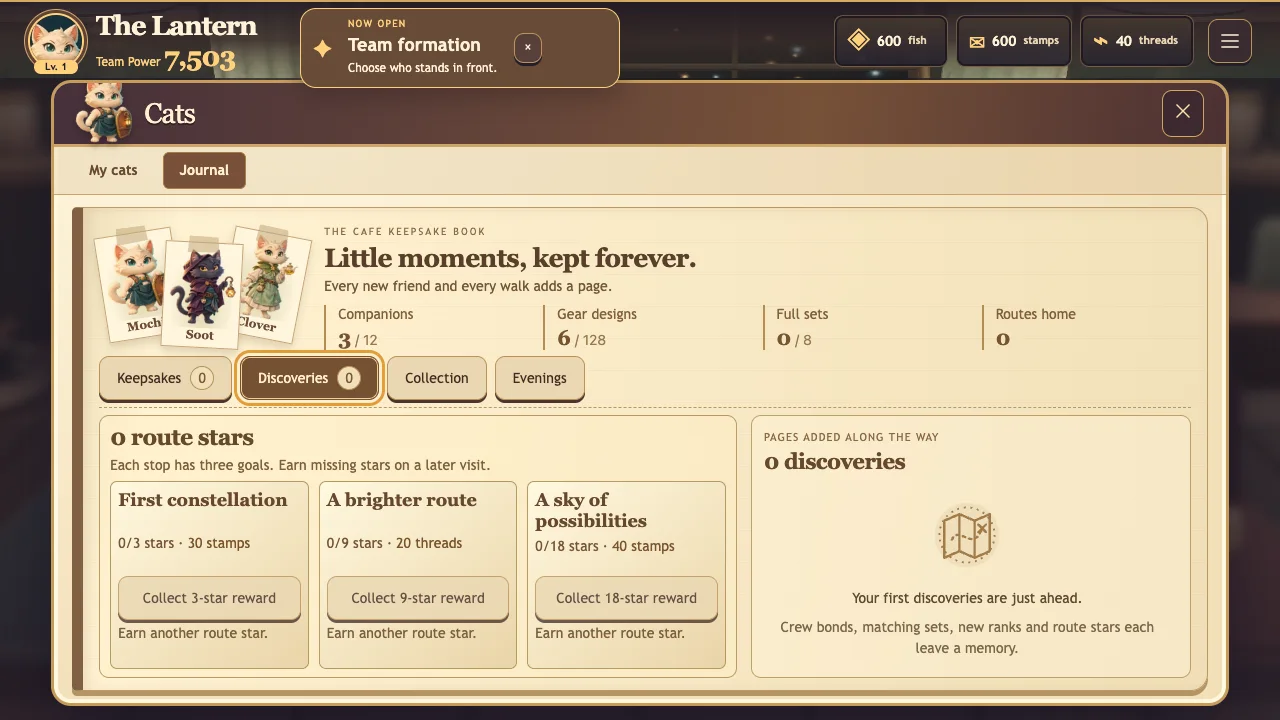 The Lantern
Team Power 7,503
Lv. 1
NOW OPEN
Team formation
Choose who stands in front.
×
600 fish
600 stamps
40 threads
Cats
My cats
Journal
Moch
Soot
Clover
THE CAFE KEEPSAKE BOOK
Little moments, kept forever.
Every new friend and every walk adds a page.
Companions
3 / 12
Gear designs
6 / 128
Full sets
0 / 8
Routes home
0
Keepsakes 0
Discoveries 0
Collection
Evenings
0 route stars
Each stop has three goals. Earn missing stars on a later visit.
First constellation
0/3 stars · 30 stamps
Collect 3-star reward
Earn another route star.
A brighter route
0/9 stars · 20 threads
Collect 9-star reward
Earn another route star.
A sky of
possibilities
0/18 stars · 40 stamps
Collect 18-star reward
Earn another route star.
PAGES ADDED ALONG THE WAY
0 discoveries
Your first discoveries are just ahead.
Crew bonds, matching sets, new ranks and route stars each
leave a memory.